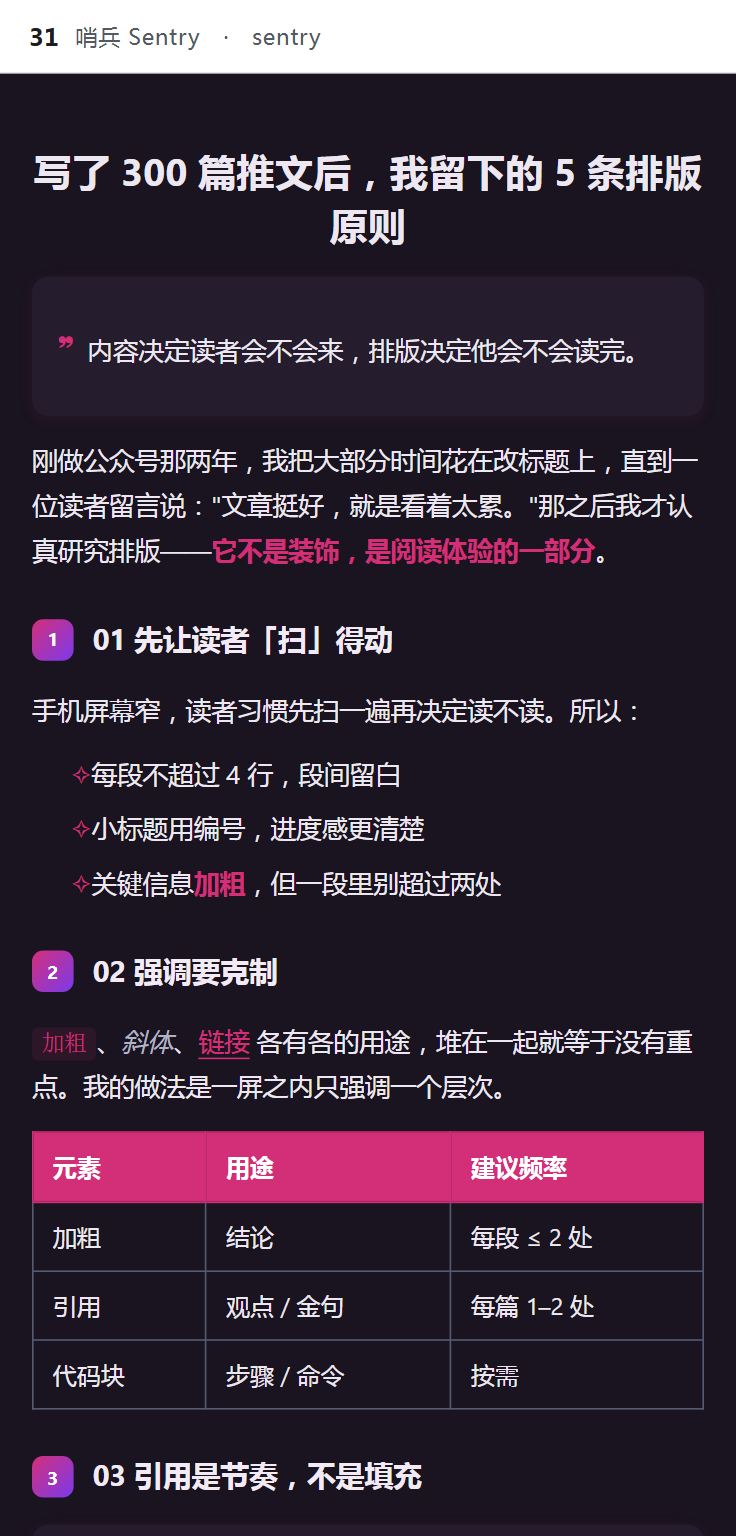 31 哨兵 Sentry · sentry
写了 300 篇推文后，我留下的 5 条排版
原则
❞ 内容决定读者会不会来，排版决定他会不会读完。
刚做公众号那两年，我把大部分时间花在改标题上，直到一
位读者留言说："文章挺好，就是看着太累。"那之后我才认
真研究排版——它不是装饰，是阅读体验的一部分。
1 01 先让读者「扫」得动
手机屏幕窄，读者习惯先扫一遍再决定读不读。所以：
✧每段不超过 4 行，段间留白
✧小标题用编号，进度感更清楚
✧关键信息加粗，但一段里别超过两处
2 02 强调要克制
加粗、斜体、链接 各有各的用途，堆在一起就等于没有重
点。我的做法是一屏之内只强调一个层次。
元素 用途 建议频率
加粗 结论 每段 ≤ 2 处
引用 观点 / 金句 每篇 1–2 处
代码块 步骤 / 命令 按需
3 03 引用是节奏，不是填充